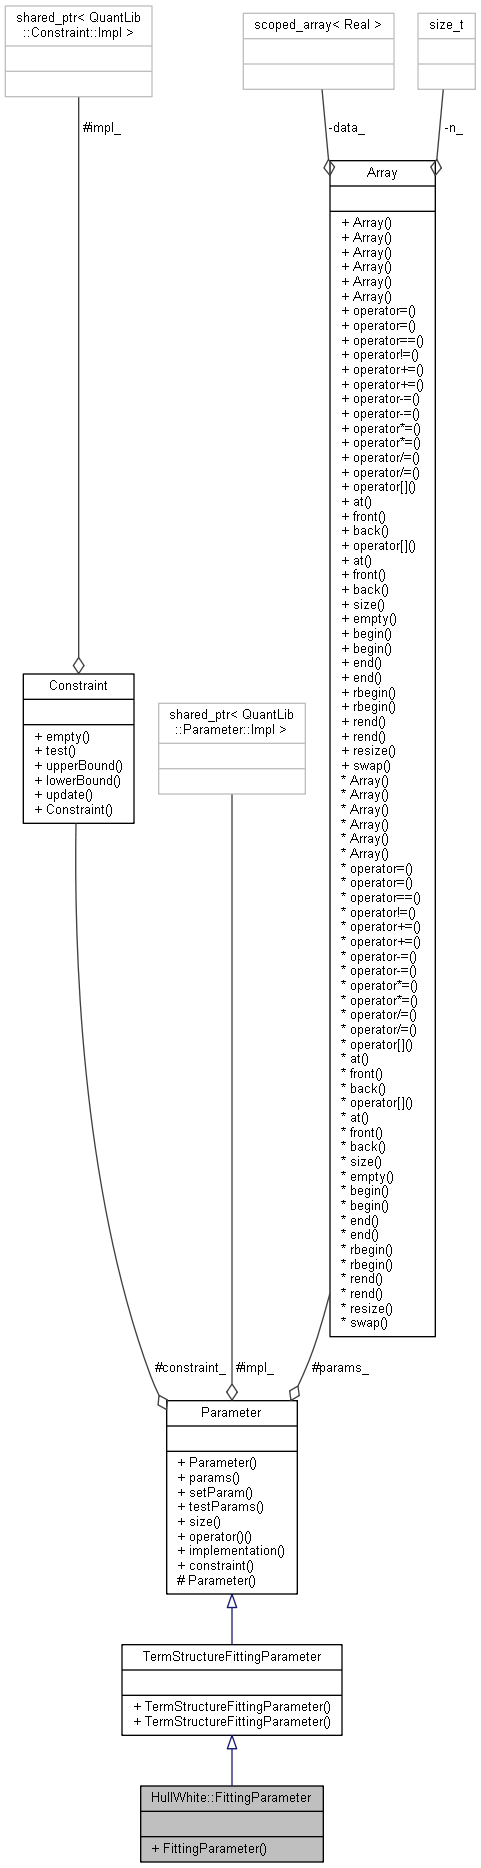 shared_ptr< QuantLib
::Constraint::Impl >
scoped_array< Real >
size_t
#impl_
-data_
-n_
Array
+ Array()
+ Array()
+ Array()
+ Array()
+ Array()
+ Array()
+ operator=()
+ operator=()
+ operator==()
+ operator!=()
+ operator+=()
+ operator+=()
+ operator-=()
+ operator-=()
+ operator*=()
+ operator*=()
+ operator/=()
+ operator/=()
+ operator[]()
+ at()
+ front()
+ back()
+ operator[]()
+ at()
+ front()
+ back()
+ size()
+ empty()
+ begin()
+ begin()
+ end()
+ end()
+ rbegin()
+ rbegin()
+ rend()
+ rend()
+ resize()
+ swap()
* Array()
* Array()
* Array()
* Array()
* Array()
* Array()
* operator=()
* operator=()
* operator==()
* operator!=()
* operator+=()
* operator+=()
* operator-=()
* operator-=()
* operator*=()
* operator*=()
* operator/=()
* operator/=()
* operator[]()
* at()
* front()
* back()
* operator[]()
* at()
* front()
* back()
* size()
* empty()
* begin()
* begin()
* end()
* end()
* rbegin()
* rbegin()
* rend()
* rend()
* resize()
* swap()
Constraint
+ empty()
+ test()
+ upperBound()
+ lowerBound()
+ update()
+ Constraint()
shared_ptr< QuantLib
::Parameter::Impl >
#constraint_
#impl_
#params_
Parameter
+ Parameter()
+ params()
+ setParam()
+ testParams()
+ size()
+ operator()()
+ implementation()
+ constraint()
# Parameter()
TermStructureFittingParameter
+ TermStructureFittingParameter()
+ TermStructureFittingParameter()
HullWhite::FittingParameter
+ FittingParameter()